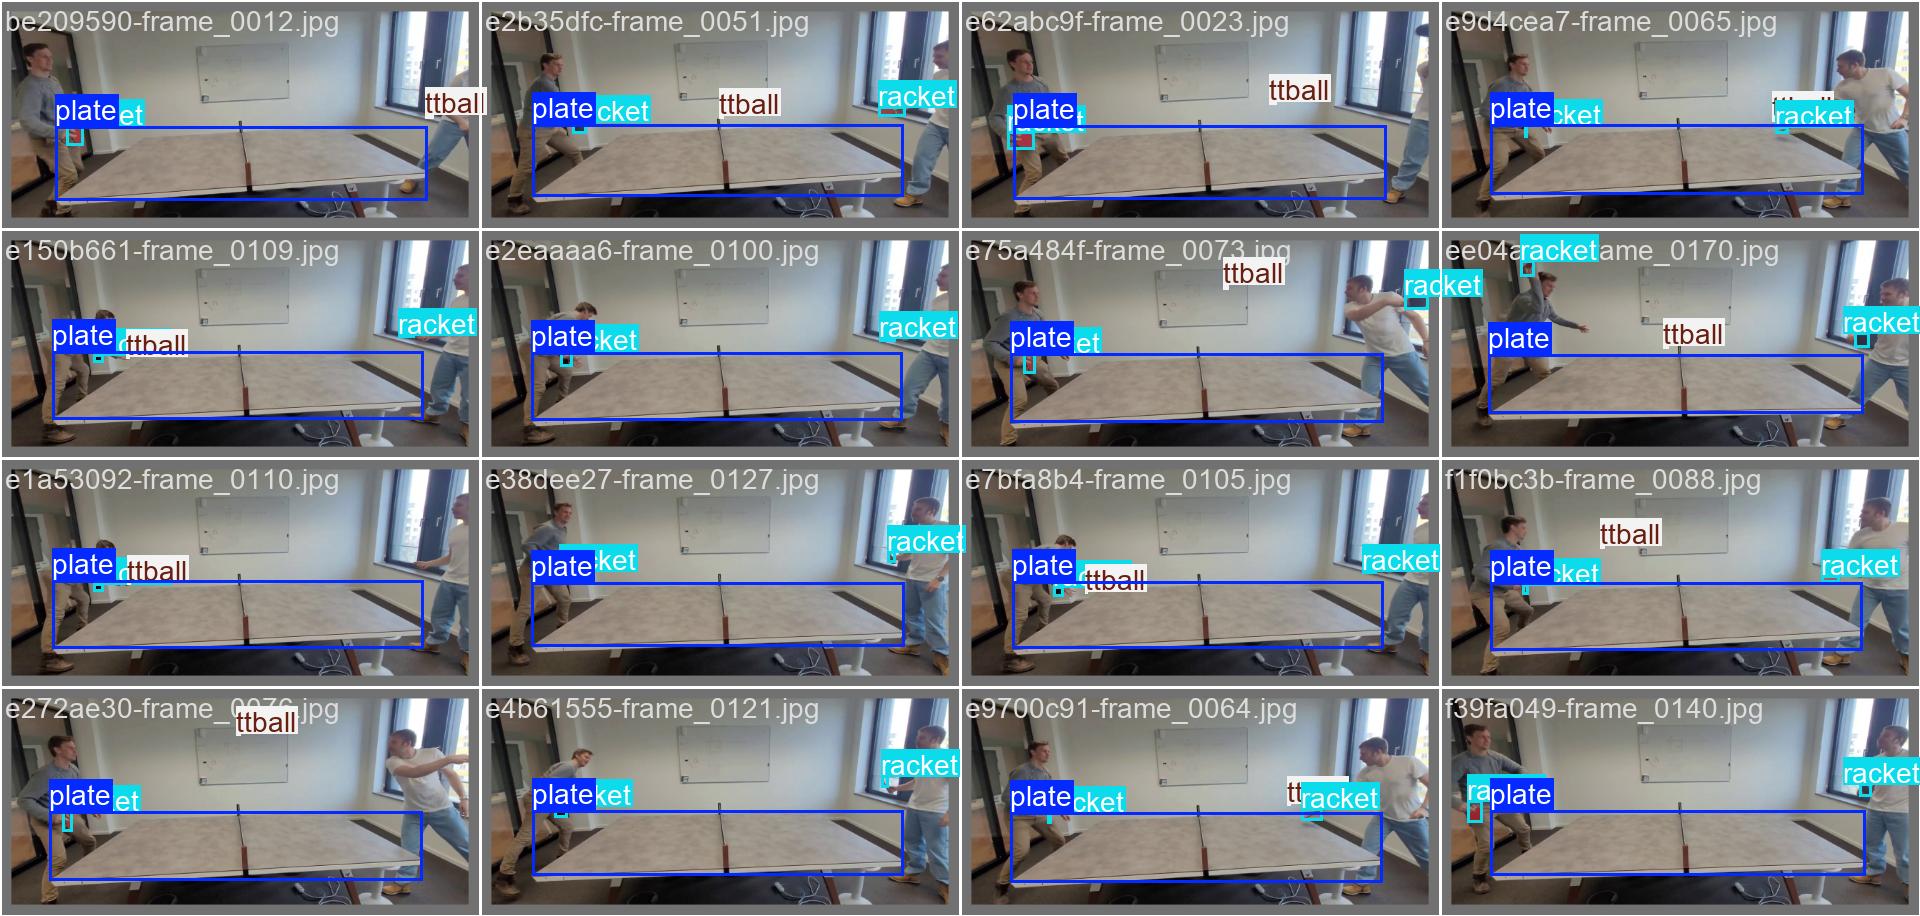 be209590-frame_0012.jpg
plate
et
ttball
e2b35dfc-frame_0051.jpg
plate
cket
ttball
racket
e62abc9f-frame_0023.jpg
plate
racket
ttball
e9d4cea7-frame_0065.jpg
plate
cket
ttball
racket
e150b661-frame_0109.jpg
plate
ttball
racket
e2eaaaa6-frame_0100.jpg
plate
cket
racket
e75a484f-frame_0073.jpg
plate
et
ttball
racket
ee04a
racket
ame_0170.jpg
plate
ttball
racket
e1a53092-frame_0110.jpg
plate
ttball
e38dee27-frame_0127.jpg
plate
cket
racket
e7bfa8b4-frame_0105.jpg
plate
ttball
racket
f1f0bc3b-frame_0088.jpg
plate
cket
ttball
racket
e272ae30-frame_0076.jpg
plate
et
ttball
e4b61555-frame_0121.jpg
plate
ket
racket
e9700c91-frame_0064.jpg
plate
cket
tt
racket
f39fa049-frame_0140.jpg
ra
plate
racket